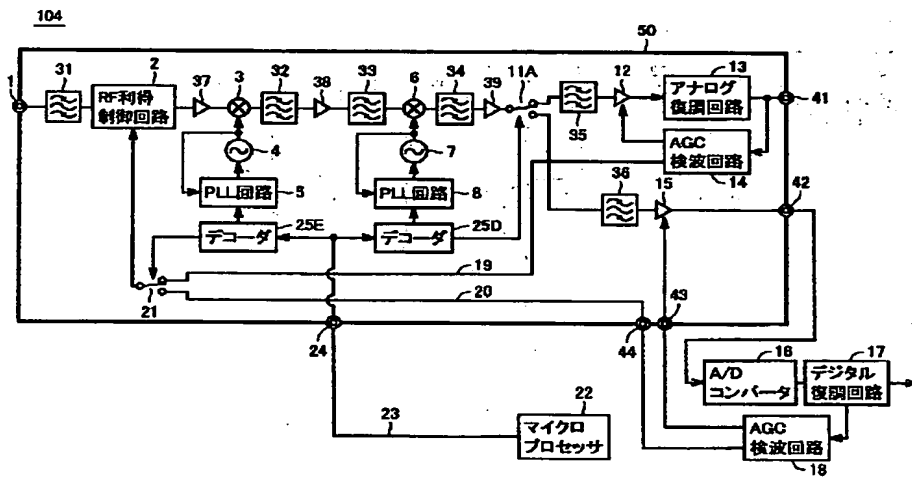 104
50
1
31
2
37
3
32
38
33
6
34
39
11A
12
13
RF利得
制御回路
アナログ
復調回路
35
41
4
7
AGC
検波回路
14
PLL回路
5
PLL回路
8
36
15
42
25E
デコーダ
デコーダ
25D
19
20
21
24
44
43
16
17
A/D
コンバータ
デジタル
復調回路
22
23
マイクロ
プロセッサ
AGC
検波回路
18